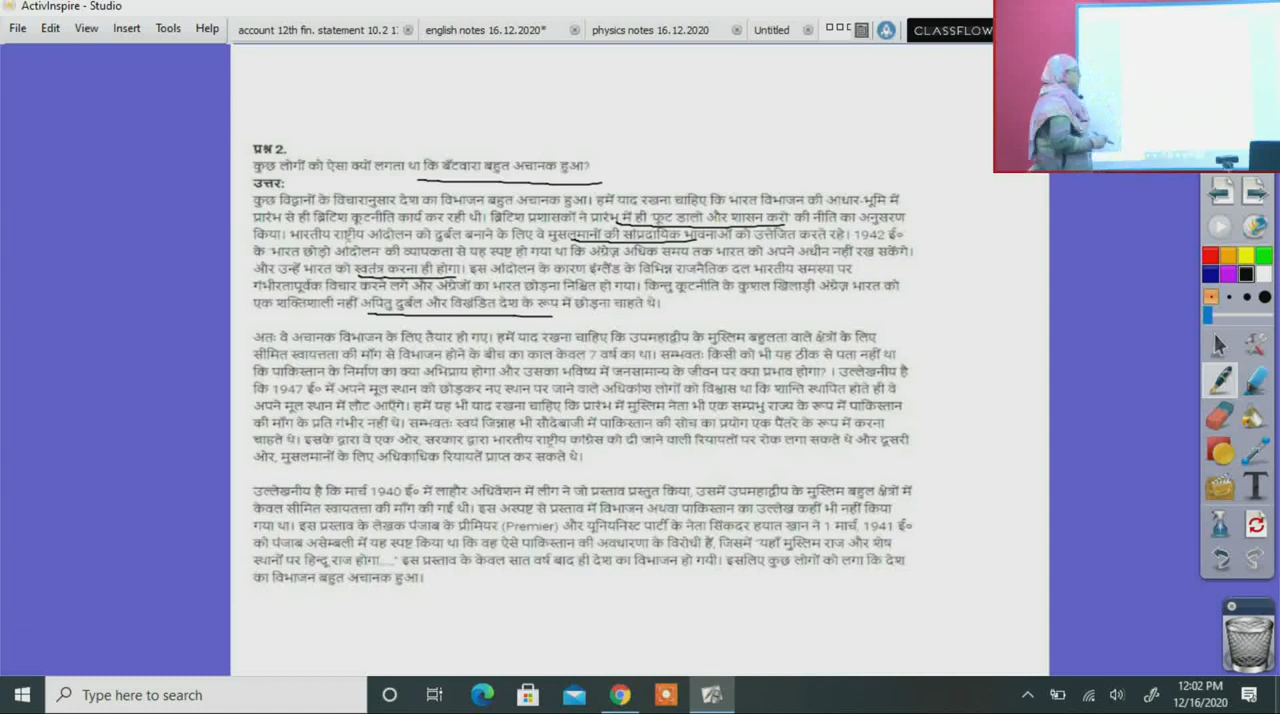 ActivInspire - Studio
File Edit View Insert Tools Help
account 12th fin. statement 10.2 1 english notes 16.12.2020* physics notes 16.12.2020 Untitled CLASSFLOW
प्रश्न 2.
कुछ लोगों को ऐसा क्यों लगता था कि बँटवारा बहुत अचानक हुआ?
उत्तर:
कुछ विद्वानों के विचारानुसार देश का विभाजन बहुत अचानक हुआ। हमें याद रखना चाहिए कि भारत विभाजन की आधार-भूमि में
प्रारंभ से ही ब्रिटिश कूटनीति कार्य कर रही थी। ब्रिटिश प्रशासकों ने प्रारंभ में ही 'फूट डालो और शासन करो' की नीति का अनुसरण
किया। भारतीय राष्ट्रीय आंदोलन को दुर्बल बनाने के लिए वे मुसलमानों की सांप्रदायिक भावनाओं को उत्तेजित करते रहे। 1942 ई०
के 'भारत छोड़ो आंदोलन' की व्यापकता से यह स्पष्ट हो गया था कि अंग्रेज़ अधिक समय तक भारत को अपने अधीन नहीं रख सकेंगे।
और उन्हें भारत को स्वतंत्र करना ही होगा। इस आंदोलन के कारण इंग्लैंड के विभिन्न राजनैतिक दल भारतीय समस्या पर
गंभीरतापूर्वक विचार करने लगे और अंग्रेजों का भारत छोड़ना निश्चित हो गया। किन्तु कूटनीति के कुशल खिलाड़ी अंग्रेज़ भारत को
एक शक्तिशाली नहीं अपितु दुर्बल और विखंडित देश के रूप में छोड़ना चाहते थे।
अतः वे अचानक विभाजन के लिए तैयार हो गए। हमें याद रखना चाहिए कि उपमहाद्वीप के मुस्लिम बहुलता वाले क्षेत्रों के लिए
सीमित स्वायत्तता की माँग से विभाजन होने के बीच का काल केवल 7 वर्ष का था। सम्भवतः किसी को भी यह ठीक से पता नहीं था
कि पाकिस्तान के निर्माण का क्या अभिप्राय होगा और उसका भविष्य में जनसामान्य के जीवन पर क्या प्रभाव होगा? । उल्लेखनीय है
कि 1947 ई० में अपने मूल स्थान को छोड़कर नए स्थान पर जाने वाले अधिकांश लोगों को विश्वास था कि शान्ति स्थापित होते ही वे
अपने मूल स्थान में लौट आएँगे। हमें यह भी याद रखना चाहिए कि प्रारंभ में मुस्लिम नेता भी एक सम्प्रभु राज्य के रूप में पाकिस्तान
की माँग के प्रति गंभीर नहीं थे। सम्भवतः स्वयं जिन्नाह भी सौदेबाजी में पाकिस्तान की सोच का प्रयोग एक पैंतरे के रूप में करना
चाहते थे। इसके द्वारा वे एक ओर, सरकार द्वारा भारतीय राष्ट्रीय कांग्रेस को दी जाने वाली रियायतों पर रोक लगा सकते थे और दूसरी
ओर, मुसलमानों के लिए अधिकाधिक रियायतें प्राप्त कर सकते थे।
उल्लेखनीय है कि मार्च 1940 ई० में लाहौर अधिवेशन में लीग ने जो प्रस्ताव प्रस्तुत किया, उसमें उपमहाद्वीप के मुस्लिम बहुल क्षेत्रों में
केवल सीमित स्वायत्तता की माँग की गई थी। इस अस्पष्ट से प्रस्ताव में विभाजन अथवा पाकिस्तान का उल्लेख कहीं भी नहीं किया
गया था। इस प्रस्ताव के लेखक पंजाब के प्रीमियर (Premier) और यूनियनिस्ट पार्टी के नेता सिकंदर हयात खान ने 1 मार्च, 1941 ई०
को पंजाब असेम्बली में यह स्पष्ट किया था कि वह ऐसे पाकिस्तान की अवधारणा के विरोधी हैं, जिसमें "यहाँ मुस्लिम राज और शेष
स्थानों पर हिन्दू राज होगा....." इस प्रस्ताव के केवल सात वर्ष बाद ही देश का विभाजन हो गयी। इसलिए कुछ लोगों को लगा कि देश
का विभाजन बहुत अचानक हुआ।
Type here to search
12:02 PM
12/16/2020